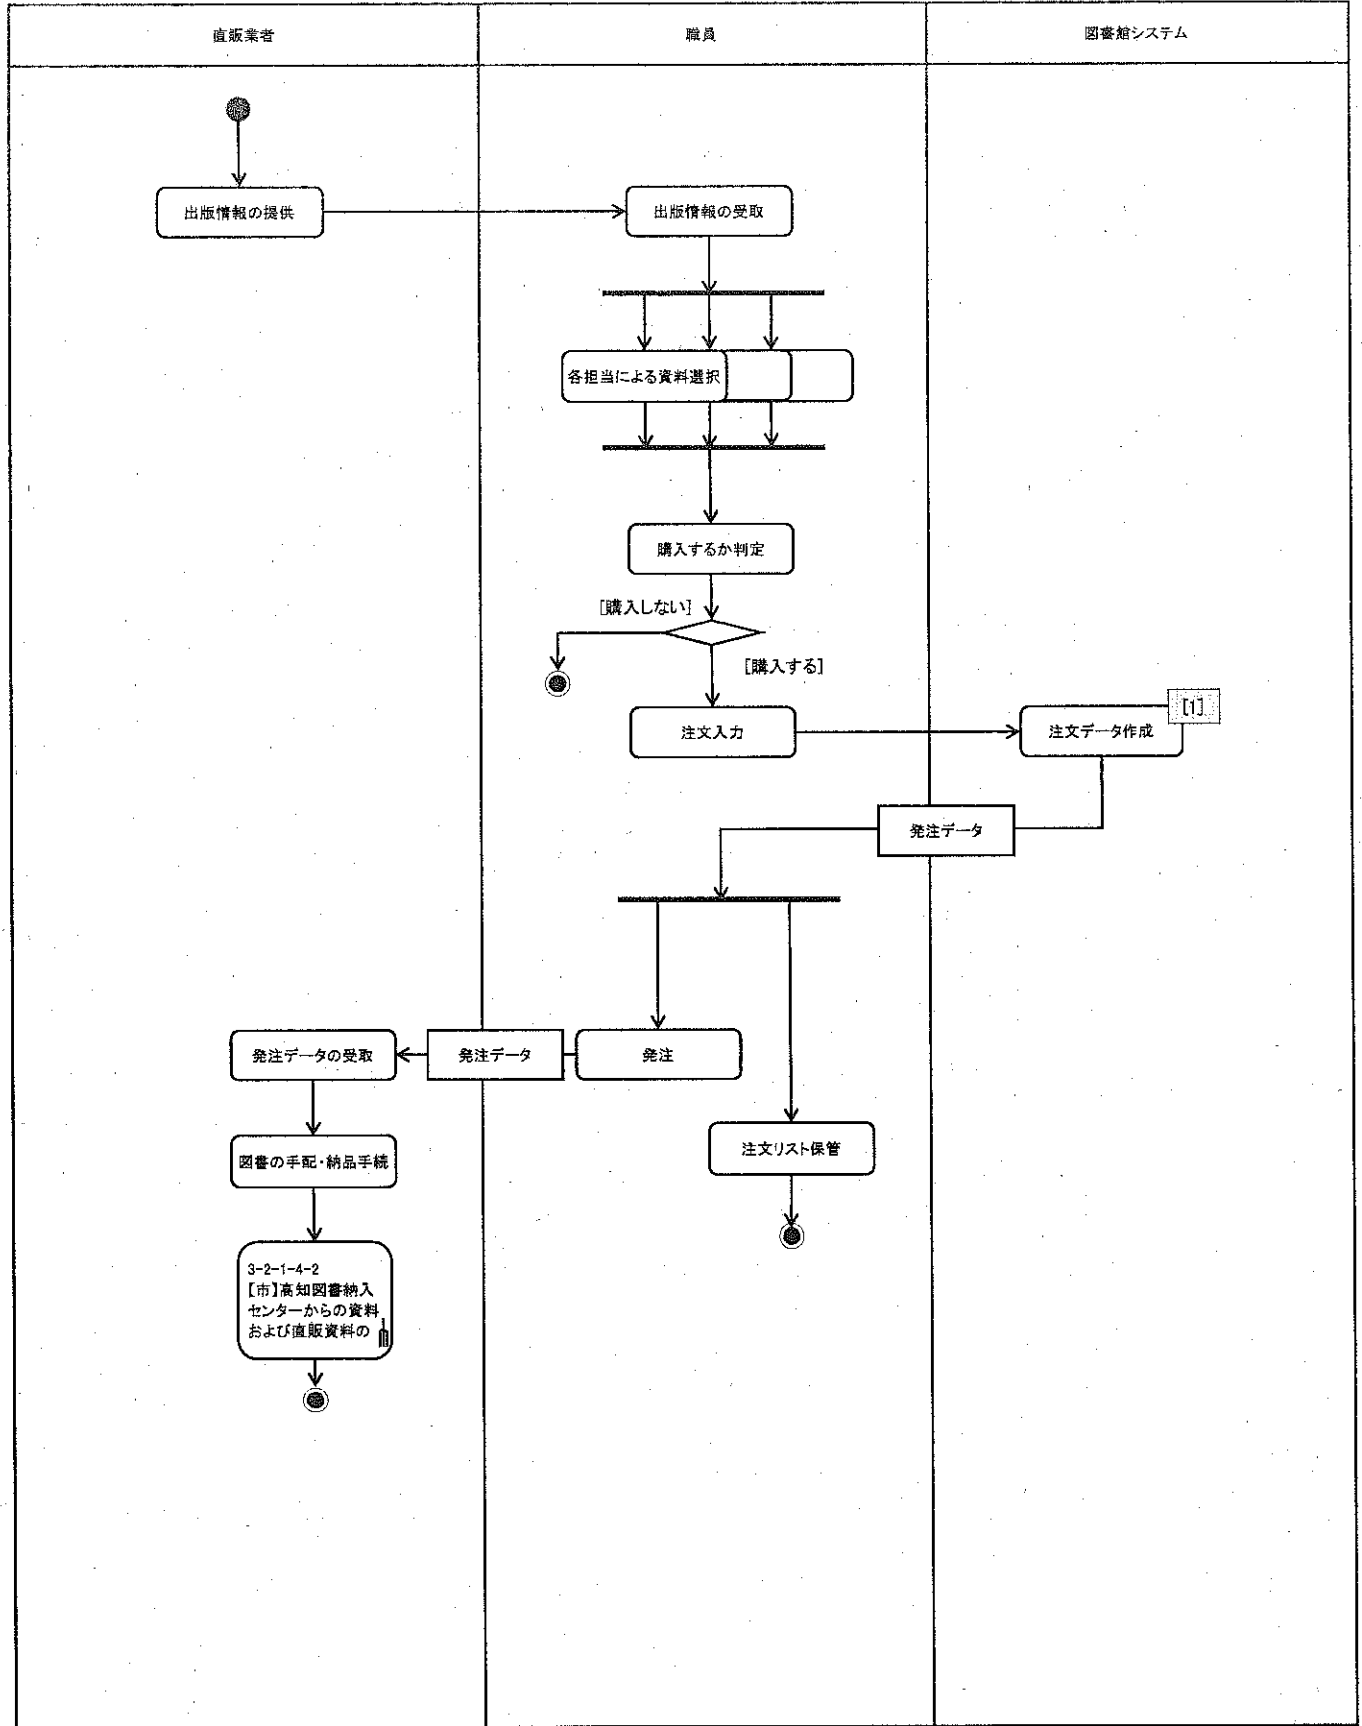 直販業者
職員
図書館システム
出版情報の提供
出版情報の受取
各担当による資料選択
購入するか判定
[購入しない]
[購入する]
注文入力
注文データ作成
[1]
発注データ
発注データの受取
発注データ
発注
図書の手配・納品手続
注文リスト保管
3-2-1-4-2
【市】高知図書納入
センターからの資料
および直販資料の